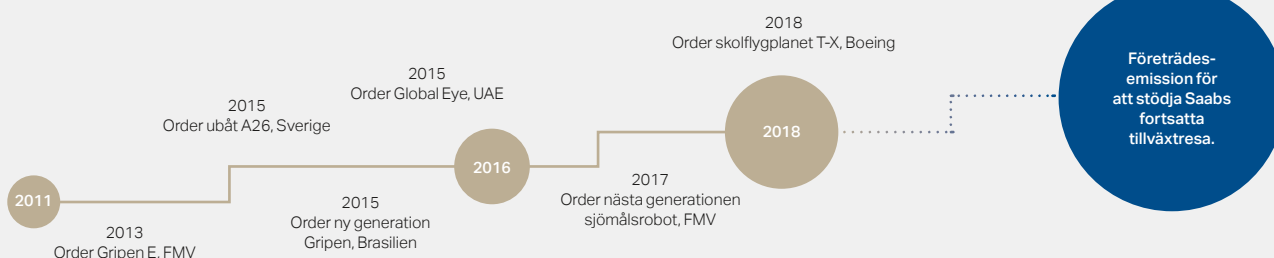 2011
2013
Order Gripen E, FMV
2015
Order ubåt A26, Sverige
2015
Order ny generation
Gripen, Brasilien
2015
Order Global Eye, UAE
2016
2017
Order nästa generationen
sjömålsrobot, FMV
2018
Order skolflygplanet T-X, Boeing
2018
Företrädes-
emission för
att stödja Saabs
fortsatta
tillväxtresa.